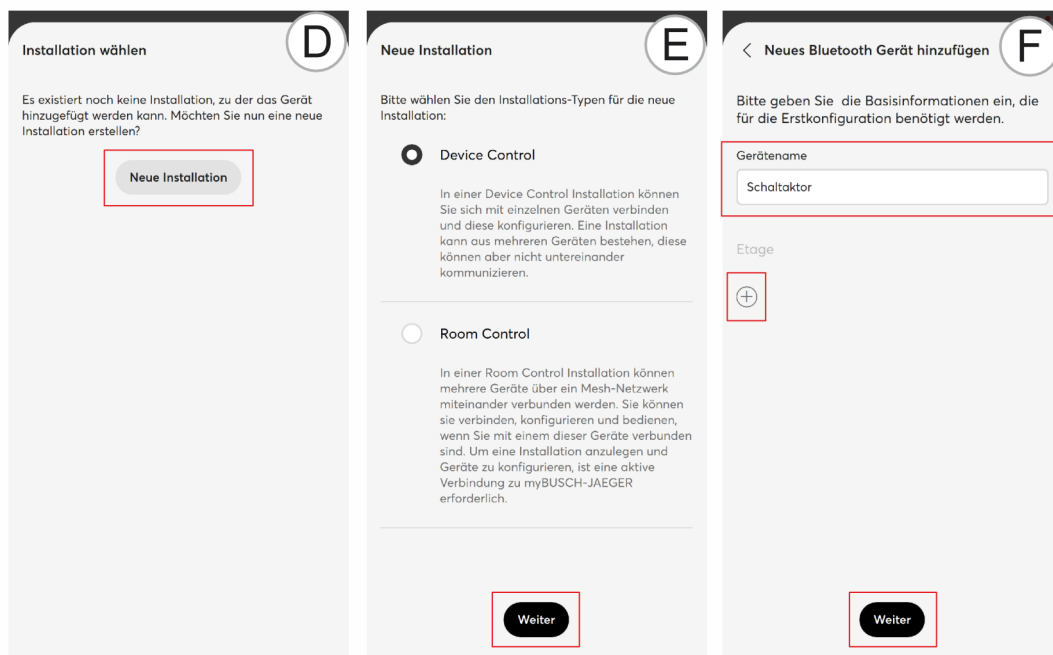 Installation wählen
D
Es existiert noch keine Installation, zu der das Gerät
hinzugefügt werden kann. Möchten Sie nun eine neue
Installation erstellen?
Neue Installation
Neue Installation
E
Bitte wählen Sie den Installations-Typen für die neue
Installation:
Device Control
In einer Device Control Installation können
Sie sich mit einzelnen Geräten verbinden
und diese konfigurieren. Eine Installation
kann aus mehreren Geräten bestehen, diese
können aber nicht untereinander
kommunizieren.
Room Control
In einer Room Control Installation können
mehrere Geräte über ein Mesh-Netzwerk
miteinander verbunden werden. Sie können
sie verbinden, konfigurieren und bedienen,
wenn Sie mit einem dieser Geräte verbunden
sind. Um eine Installation anzulegen und
Geräte zu konfigurieren, ist eine aktive
Verbindung zu myBUSCH-JAEGER
erforderlich.
Weiter
Neues Bluetooth Gerät hinzufügen
F
Bitte geben Sie die Basisinformationen ein, die
für die Erstkonfiguration benötigt werden.
Gerätename
Schaltaktor
Etage
Weiter